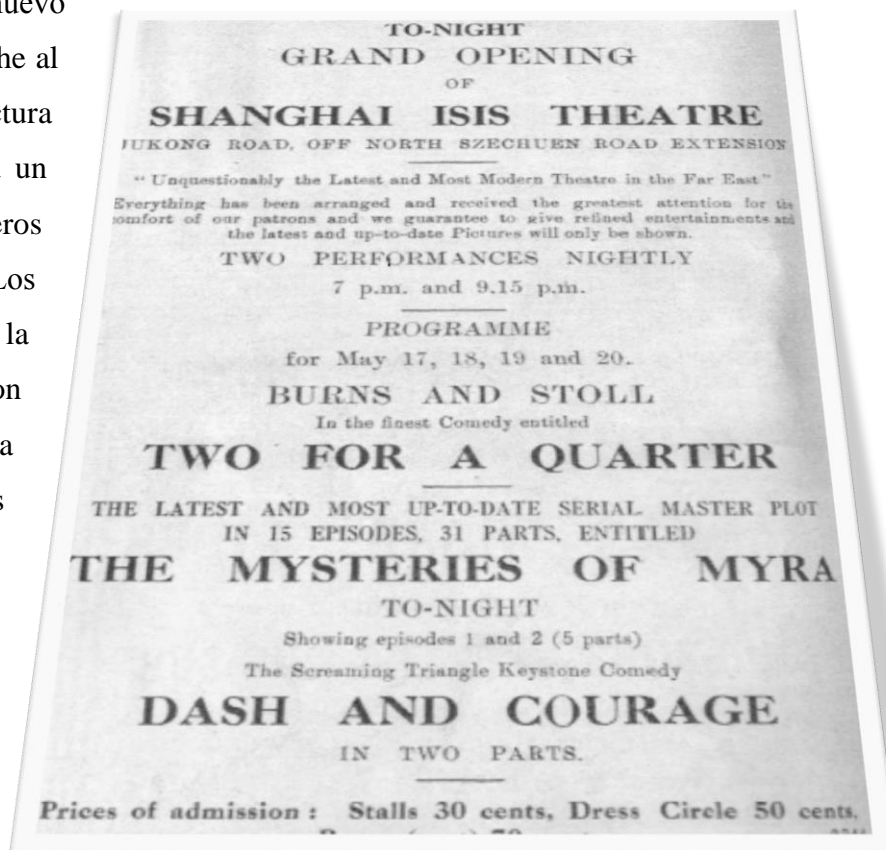 nuevo
he al
ctura
un
eros
Los
la
on
a
s
TO-NIGHT
GRAND OPENING
OF
SHANGHAI ISIS THEATRE
JUKONG ROAD, OFF NORTH SZECHUEN ROAD EXTENSION
"Unquestionably the Latest and Most Modern Theatre in the Far East"
Everything has been arranged and received the greatest attention for the
comfort of our patrons and we guarantee to give refined entertainments and
the latest and up-to-date Pictures will only be shown.
TWO PERFORMANCES NIGHTLY
7 p.m. and 9.15 p.m.
PROGRAMME
for May 17, 18, 19 and 20.
BURNS AND STOLL
In the finest Comedy entitled
TWO FOR A QUARTER
THE LATEST AND MOST UP-TO-DATE SERIAL MASTER PLOT
IN 15 EPISODES, 31 PARTS, ENTITLED
THE MYSTERIES OF MYRA
TO-NIGHT
Showing episodes 1 and 2 (5 parts)
The Screaming Triangle Keystone Comedy
DASH AND COURAGE
IN TWO PARTS.
Prices of admission: Stalls 30 cents, Dress Circle 50 cents,